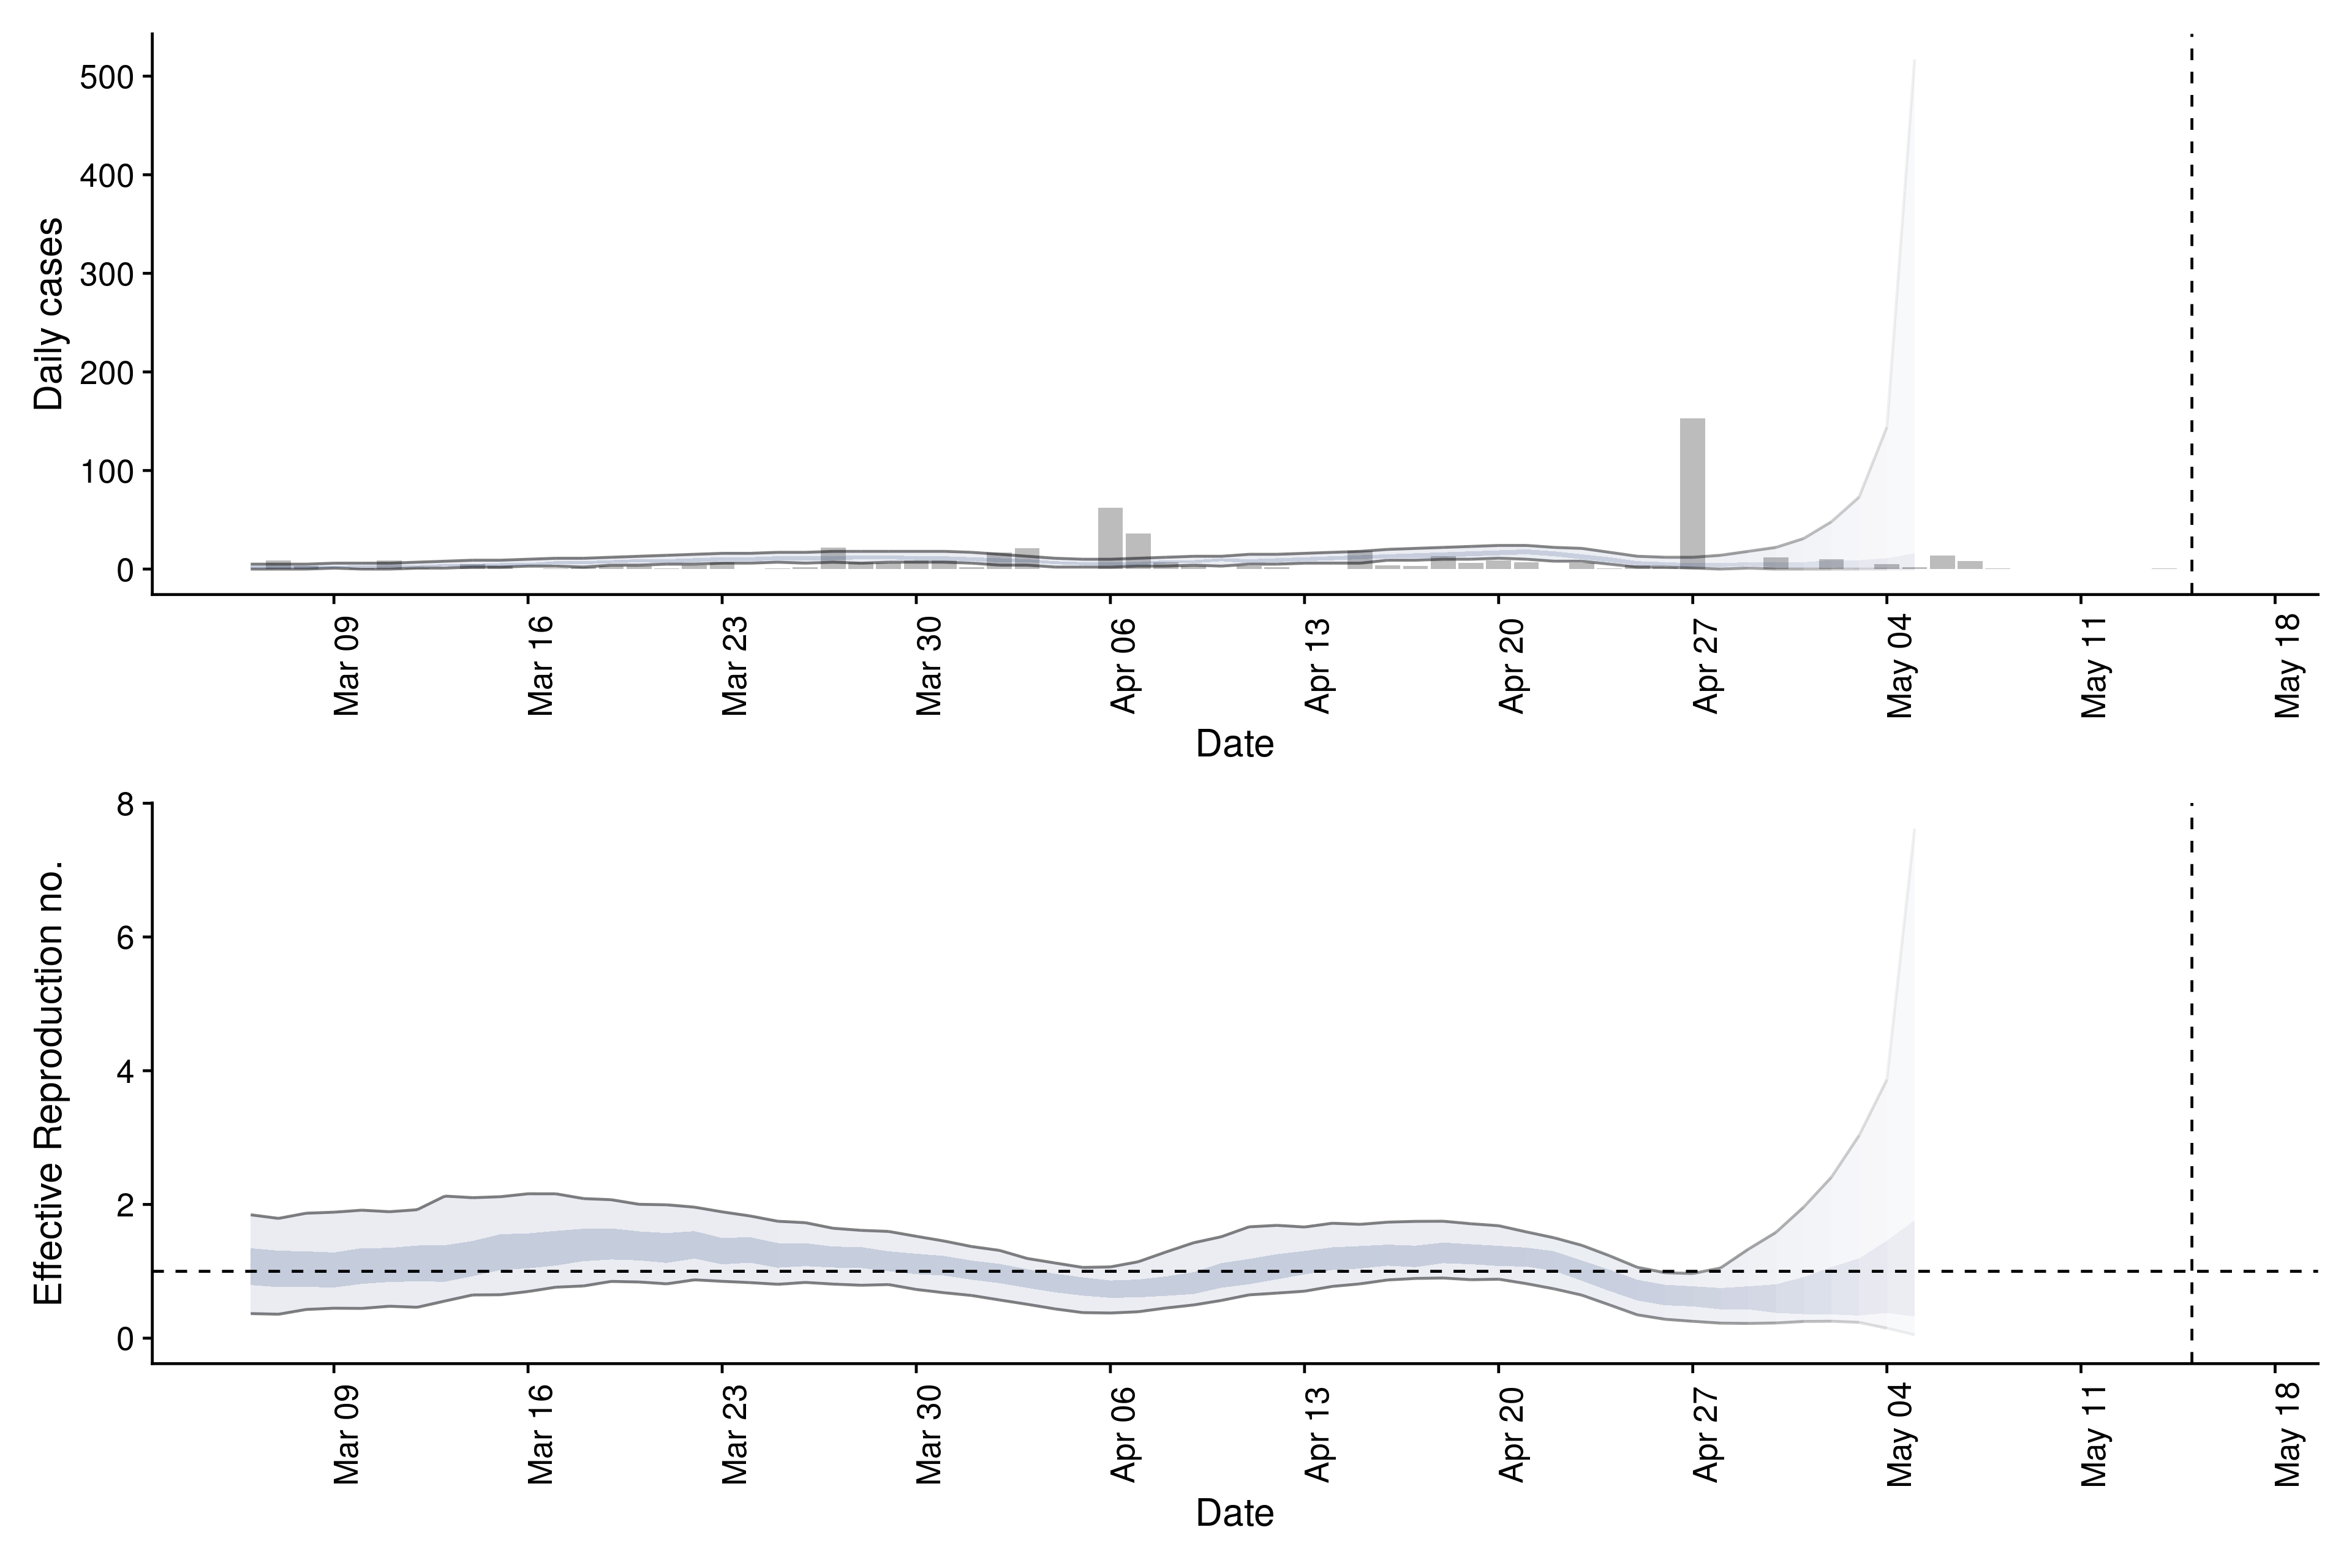 Daily cases
500
400
300
200
100
0
Mar 09
Mar 16
Mar 23
Mar 30
Apr 06
Apr 13
Apr 20
Apr 27
May 04
May 11
May 18
Date
Effective Reproduction no.
8
6
4
2
0
Mar 09
Mar 16
Mar 23
Mar 30
Apr 06
Apr 13
Apr 20
Apr 27
May 04
May 11
May 18
Date